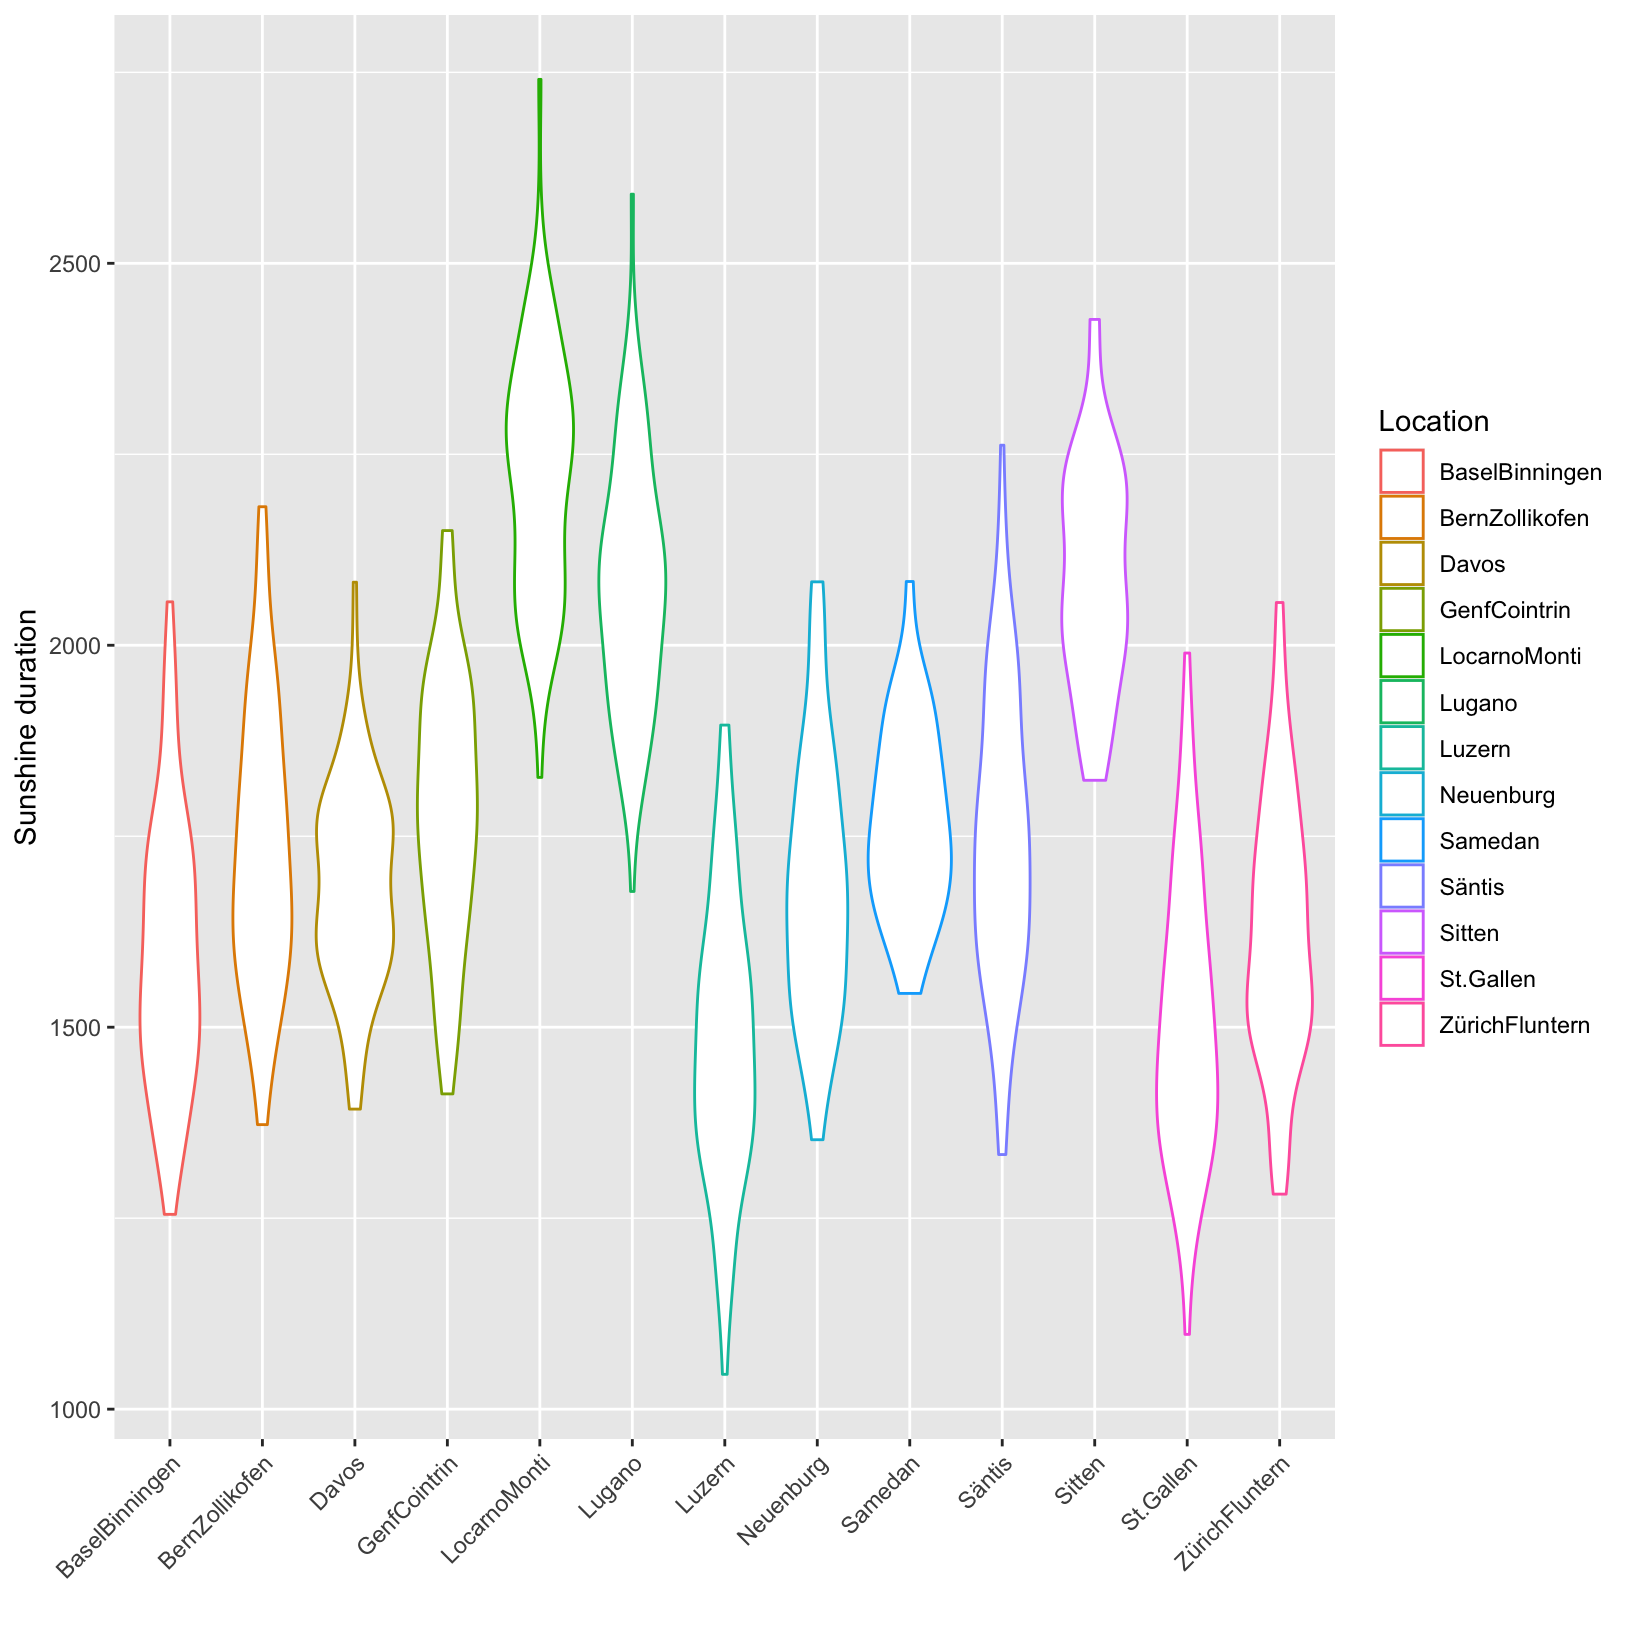 Sunshine duration
2500
2000
1500
1000
BaselBinningen
BernZollikofen
Davos
GenfCointrin
LocarnoMonti
Lugano
Luzern
Neuenburg
Samedan
Säntis
Sitten
St.Gallen
ZürichFluntern
Location
BaselBinningen
BernZollikofen
Davos
GenfCointrin
LocarnoMonti
Lugano
Luzern
Neuenburg
Samedan
Säntis
Sitten
St.Gallen
ZürichFluntern